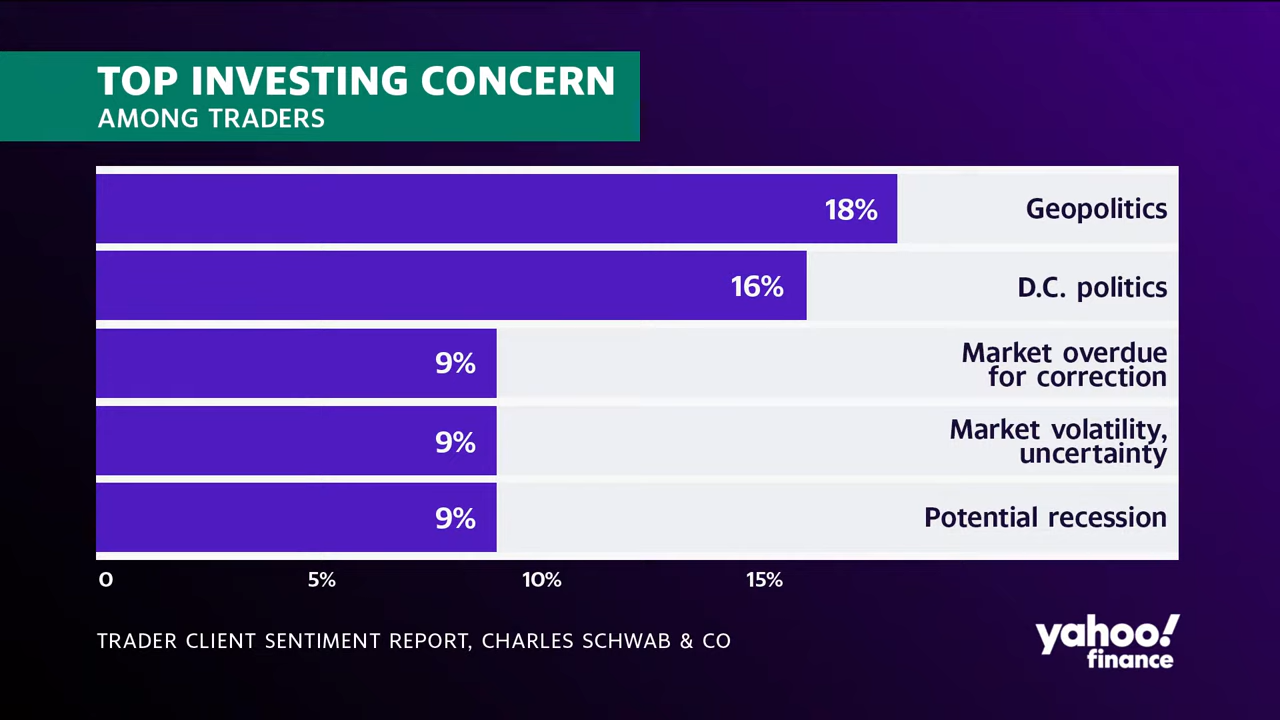 TOP INVESTING CONCERN
AMONG TRADERS
18%
Geopolitics
16%
D.C. politics
9%
Market overdue
for correction
9%
Market volatility,
uncertainty
9%
Potential recession
0 5% 10% 15%
TRADER CLIENT SENTIMENT REPORT, CHARLES SCHWAB & CO
yahoo!
finance